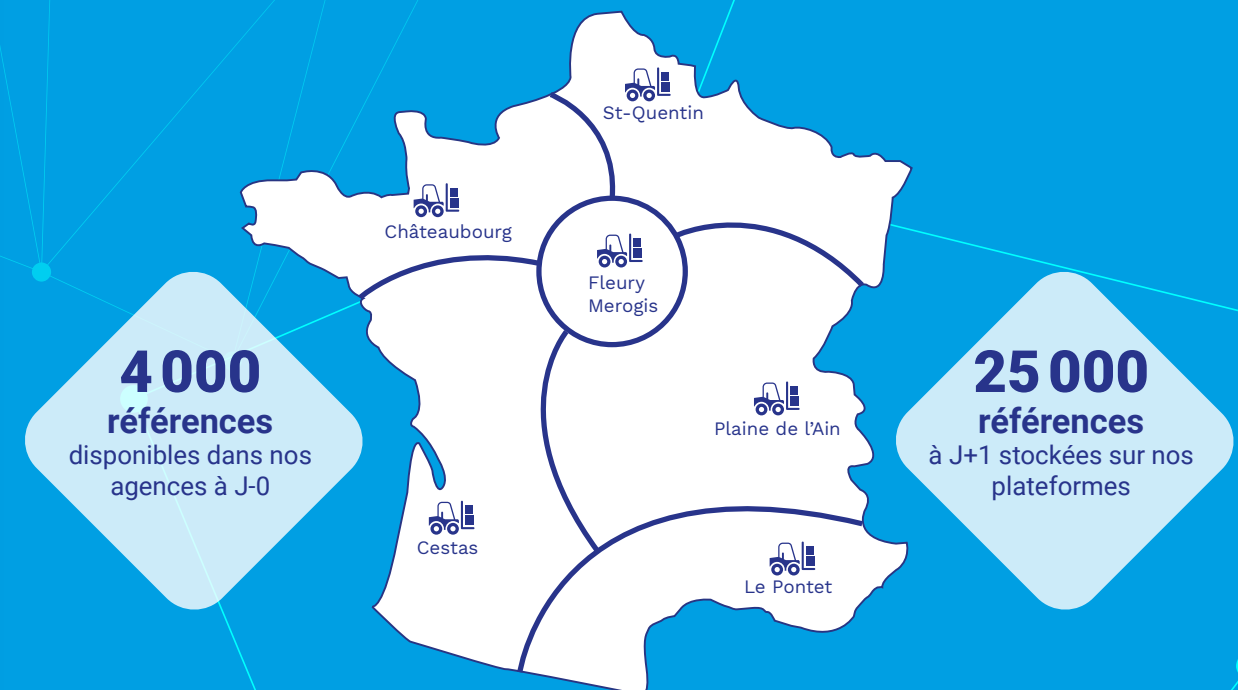 St-Quentin
Châteaubourg
Fleury
Merogis
4 000
références
disponibles dans nos
agences à J-0
25 000
références
à J+1 stockées sur nos
plateformes
Plaine de l’Ain
Cestas
Le Pontet